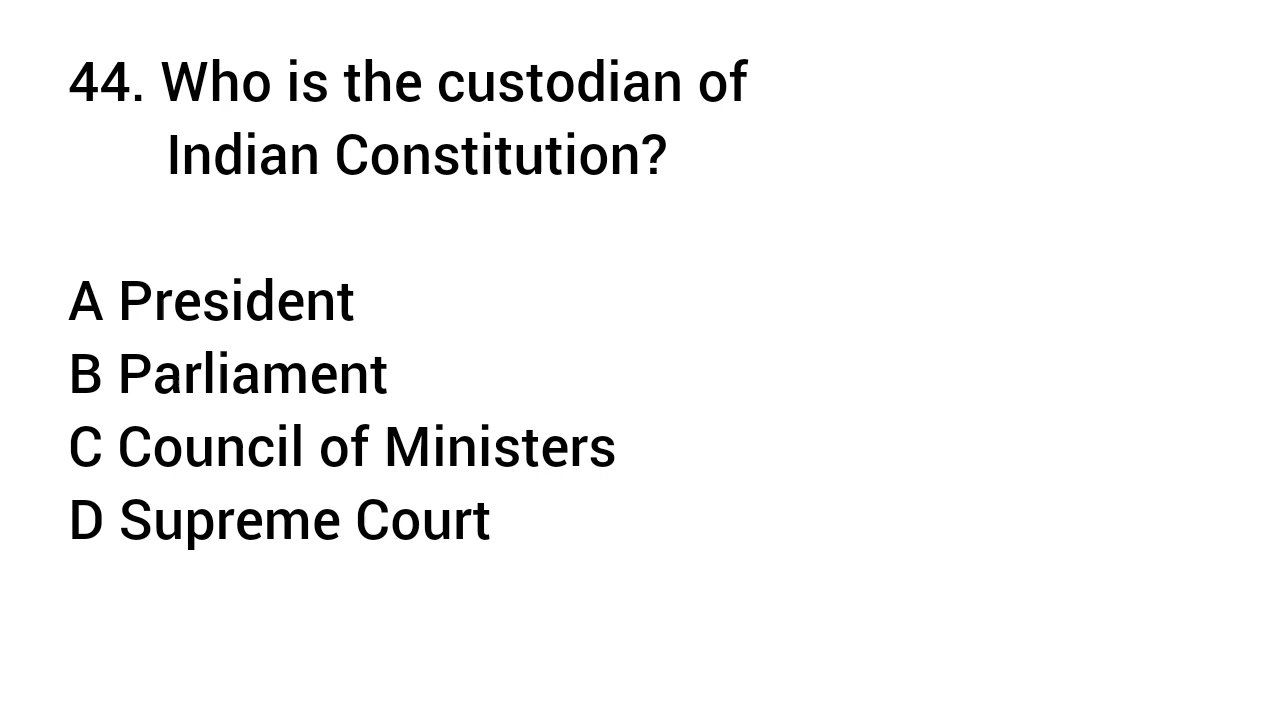 44. Who is the custodian of
Indian Constitution?
A President
B Parliament
C Council of Ministers
D Supreme Court